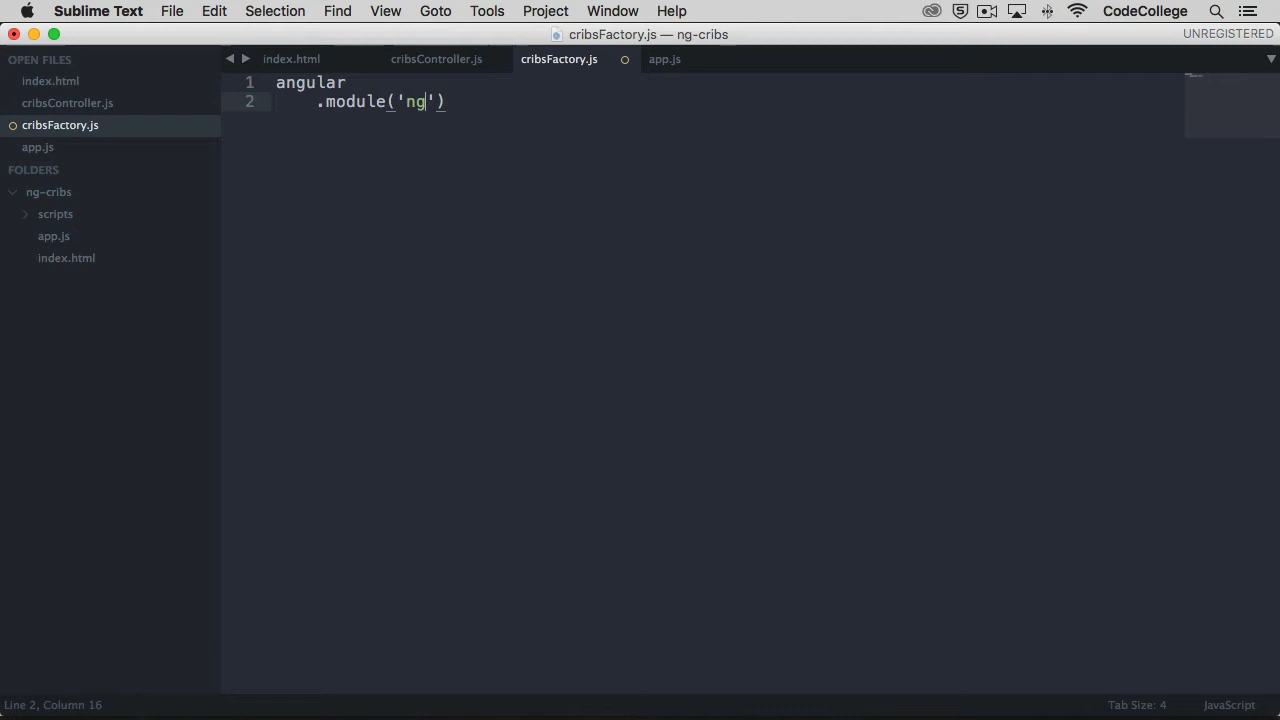 Sublime Text File Edit Selection Find View Goto Tools Project Window Help CodeCollege
cribsFactory.js — ng-cribs UNREGISTERED
OPEN FILES
index.html
cribsController.js
cribsFactory.js
app.js
FOLDERS
ng-cribs
scripts
app.js
index.html
index.html cribsController.js cribsFactory.js app.js
1 angular
2 .module('ng')
Line 2, Column 16 Tab Size: 4 JavaScript